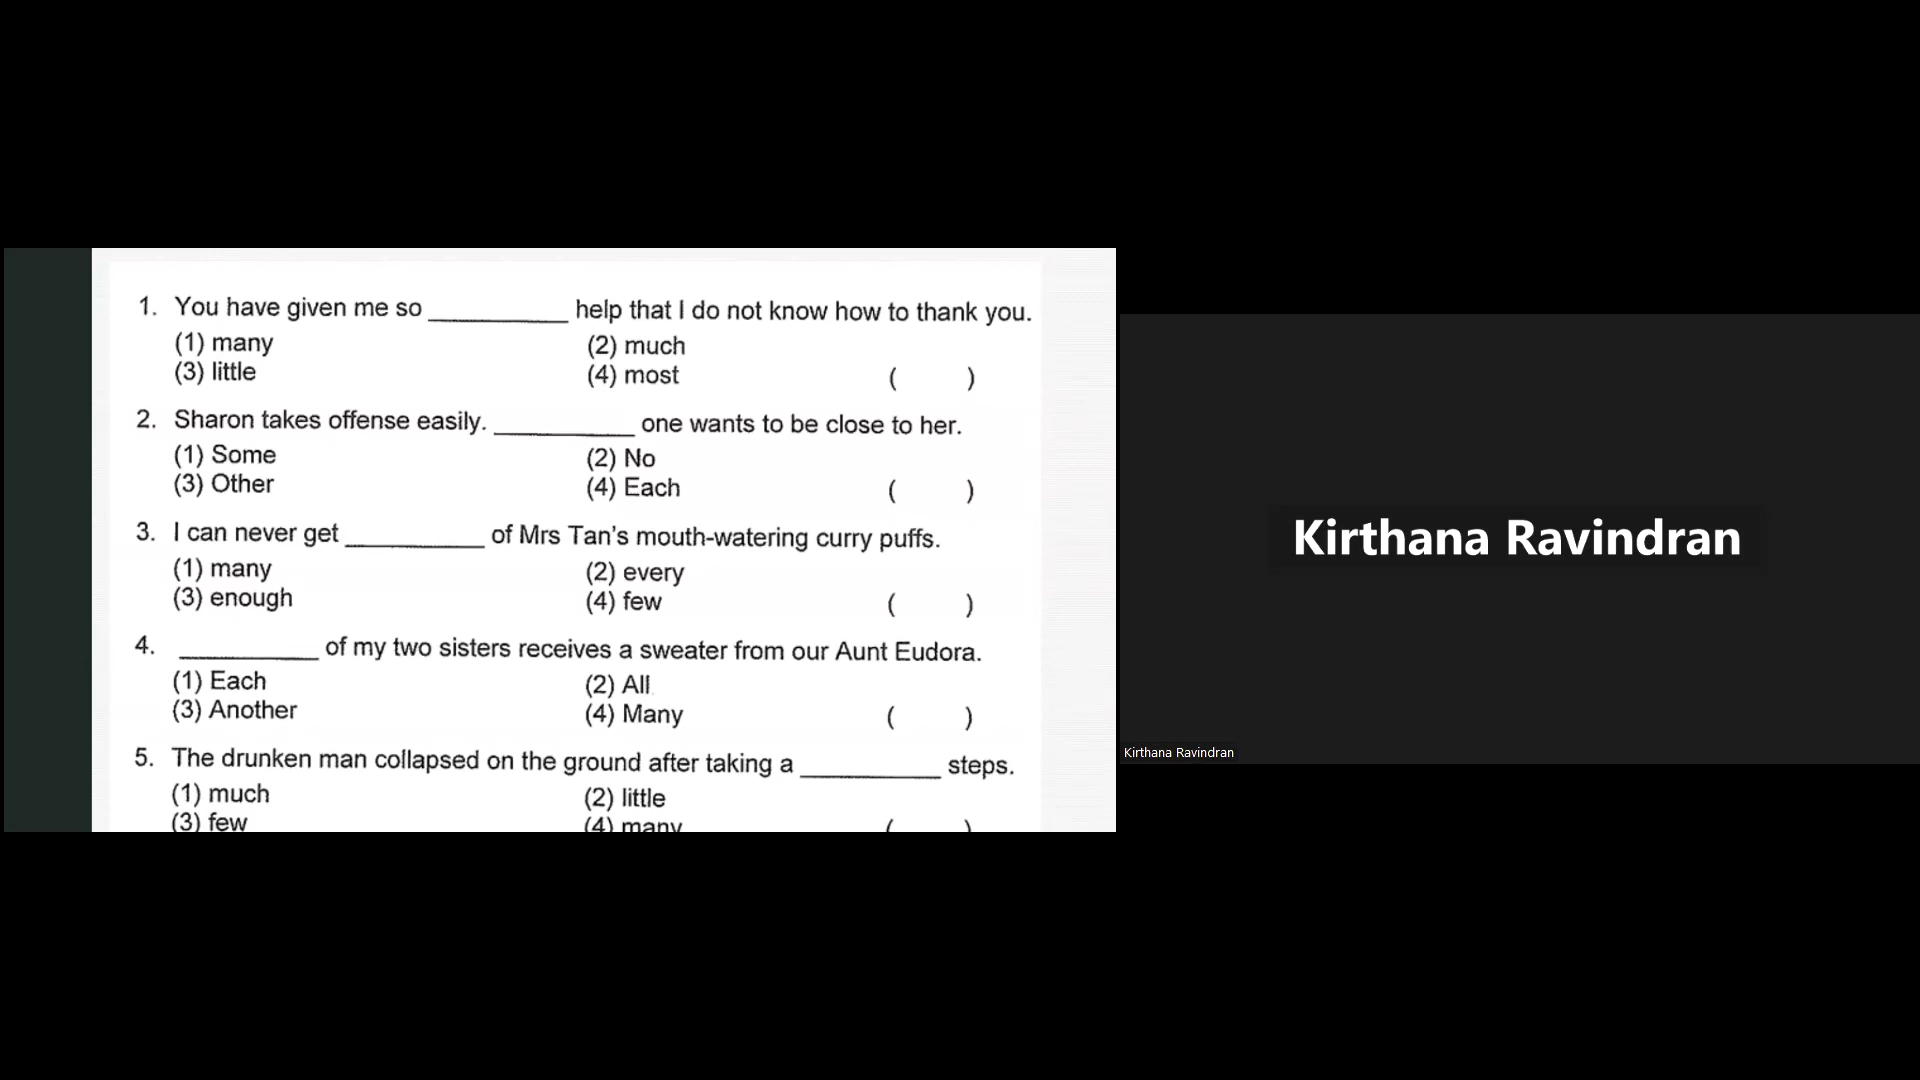 1. You have given me so __________ help that I do not know how to thank you.
(1) many (2) much
(3) little (4) most ( )
2. Sharon takes offense easily. __________ one wants to be close to her.
(1) Some (2) No
(3) Other (4) Each ( )
3. I can never get __________ of Mrs Tan's mouth-watering curry puffs.
(1) many (2) every
(3) enough (4) few ( )
4. __________ of my two sisters receives a sweater from our Aunt Eudora.
(1) Each (2) All
(3) Another (4) Many ( )
5. The drunken man collapsed on the ground after taking a __________ steps.
(1) much (2) little
(3) few (4) many ( )
Kirthana Ravindran
Kirthana Ravindran